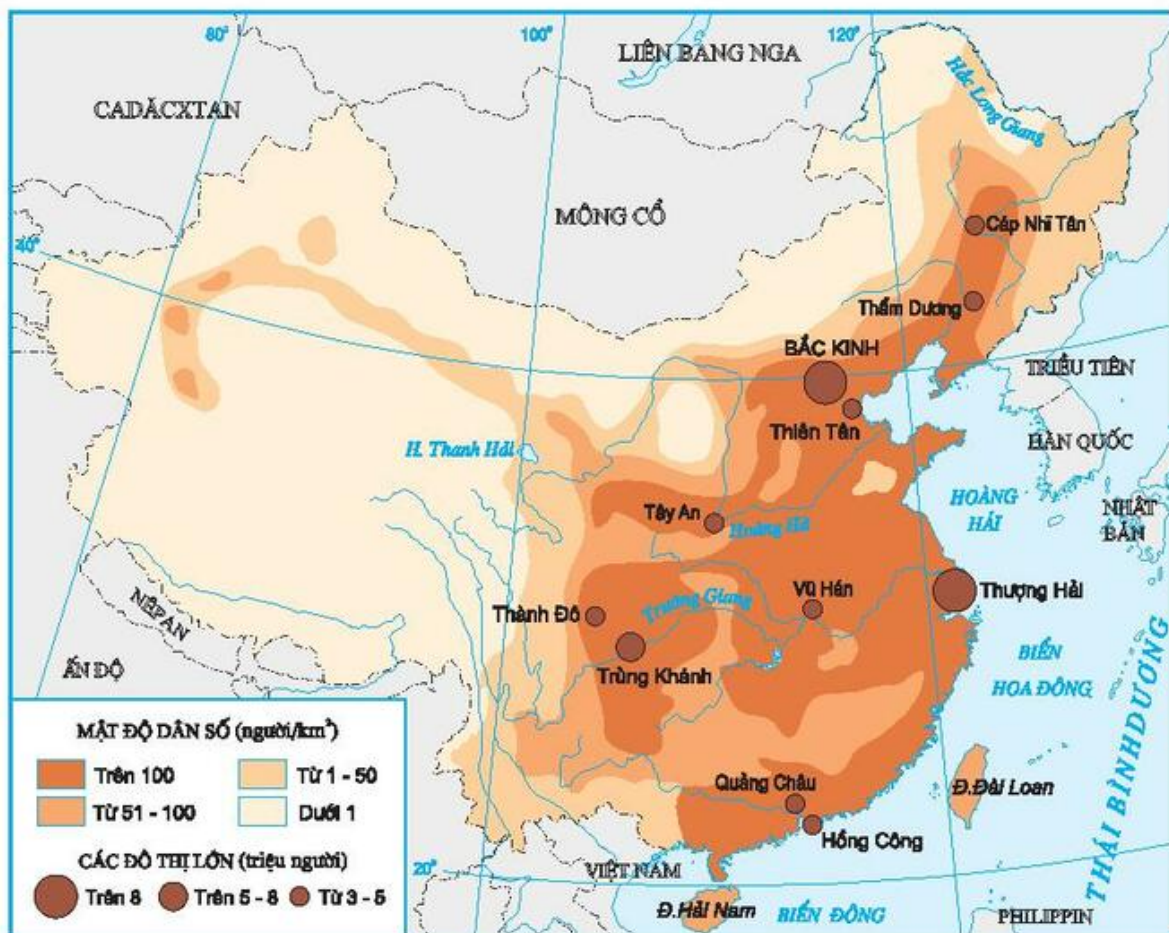 80°
100°
120°
LIÊN BANG NGA
CADĂCXTAN
Hắc Long Giang
MÔNG CỔ
40°
Cáp Nhĩ Tân
Thẩm Dương
BẮC KINH
TRIỀU TIÊN
Thiên Tân
HÀN QUỐC
H. Thanh Hải
HOÀNG
HẢI
NHẬT
BẢN
Tây An
Hoàng Hà
Thượng Hải
Vũ Hán
Thành Đô
Trường Giang
NÊPAN
Trùng Khánh
BIỂN
HOA ĐÔNG
ẤN ĐỘ
THÁI BÌNH DƯƠNG
Quảng Châu
Đ.Đài Loan
Hồng Công
VIỆT NAM
20°
Đ.Hải Nam
BIỂN ĐÔNG
PHILIPPIN
MẬT ĐỘ DÂN SỐ (người/km²)
Trên 100
Từ 1 - 50
Từ 51 - 100
Dưới 1
CÁC ĐÔ THỊ LỚN (triệu người)
Trên 8
Trên 5 - 8
Từ 3 - 5